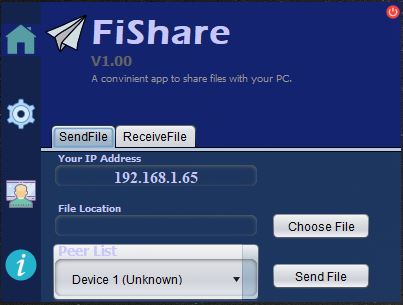 FiShare
V1.00
A convinient app to share files with your PC.
SendFile ReceiveFile
Your IP Address
192.168.1.65
File Location
Choose File
Peer List
Device 1 (Unknown)
Send File